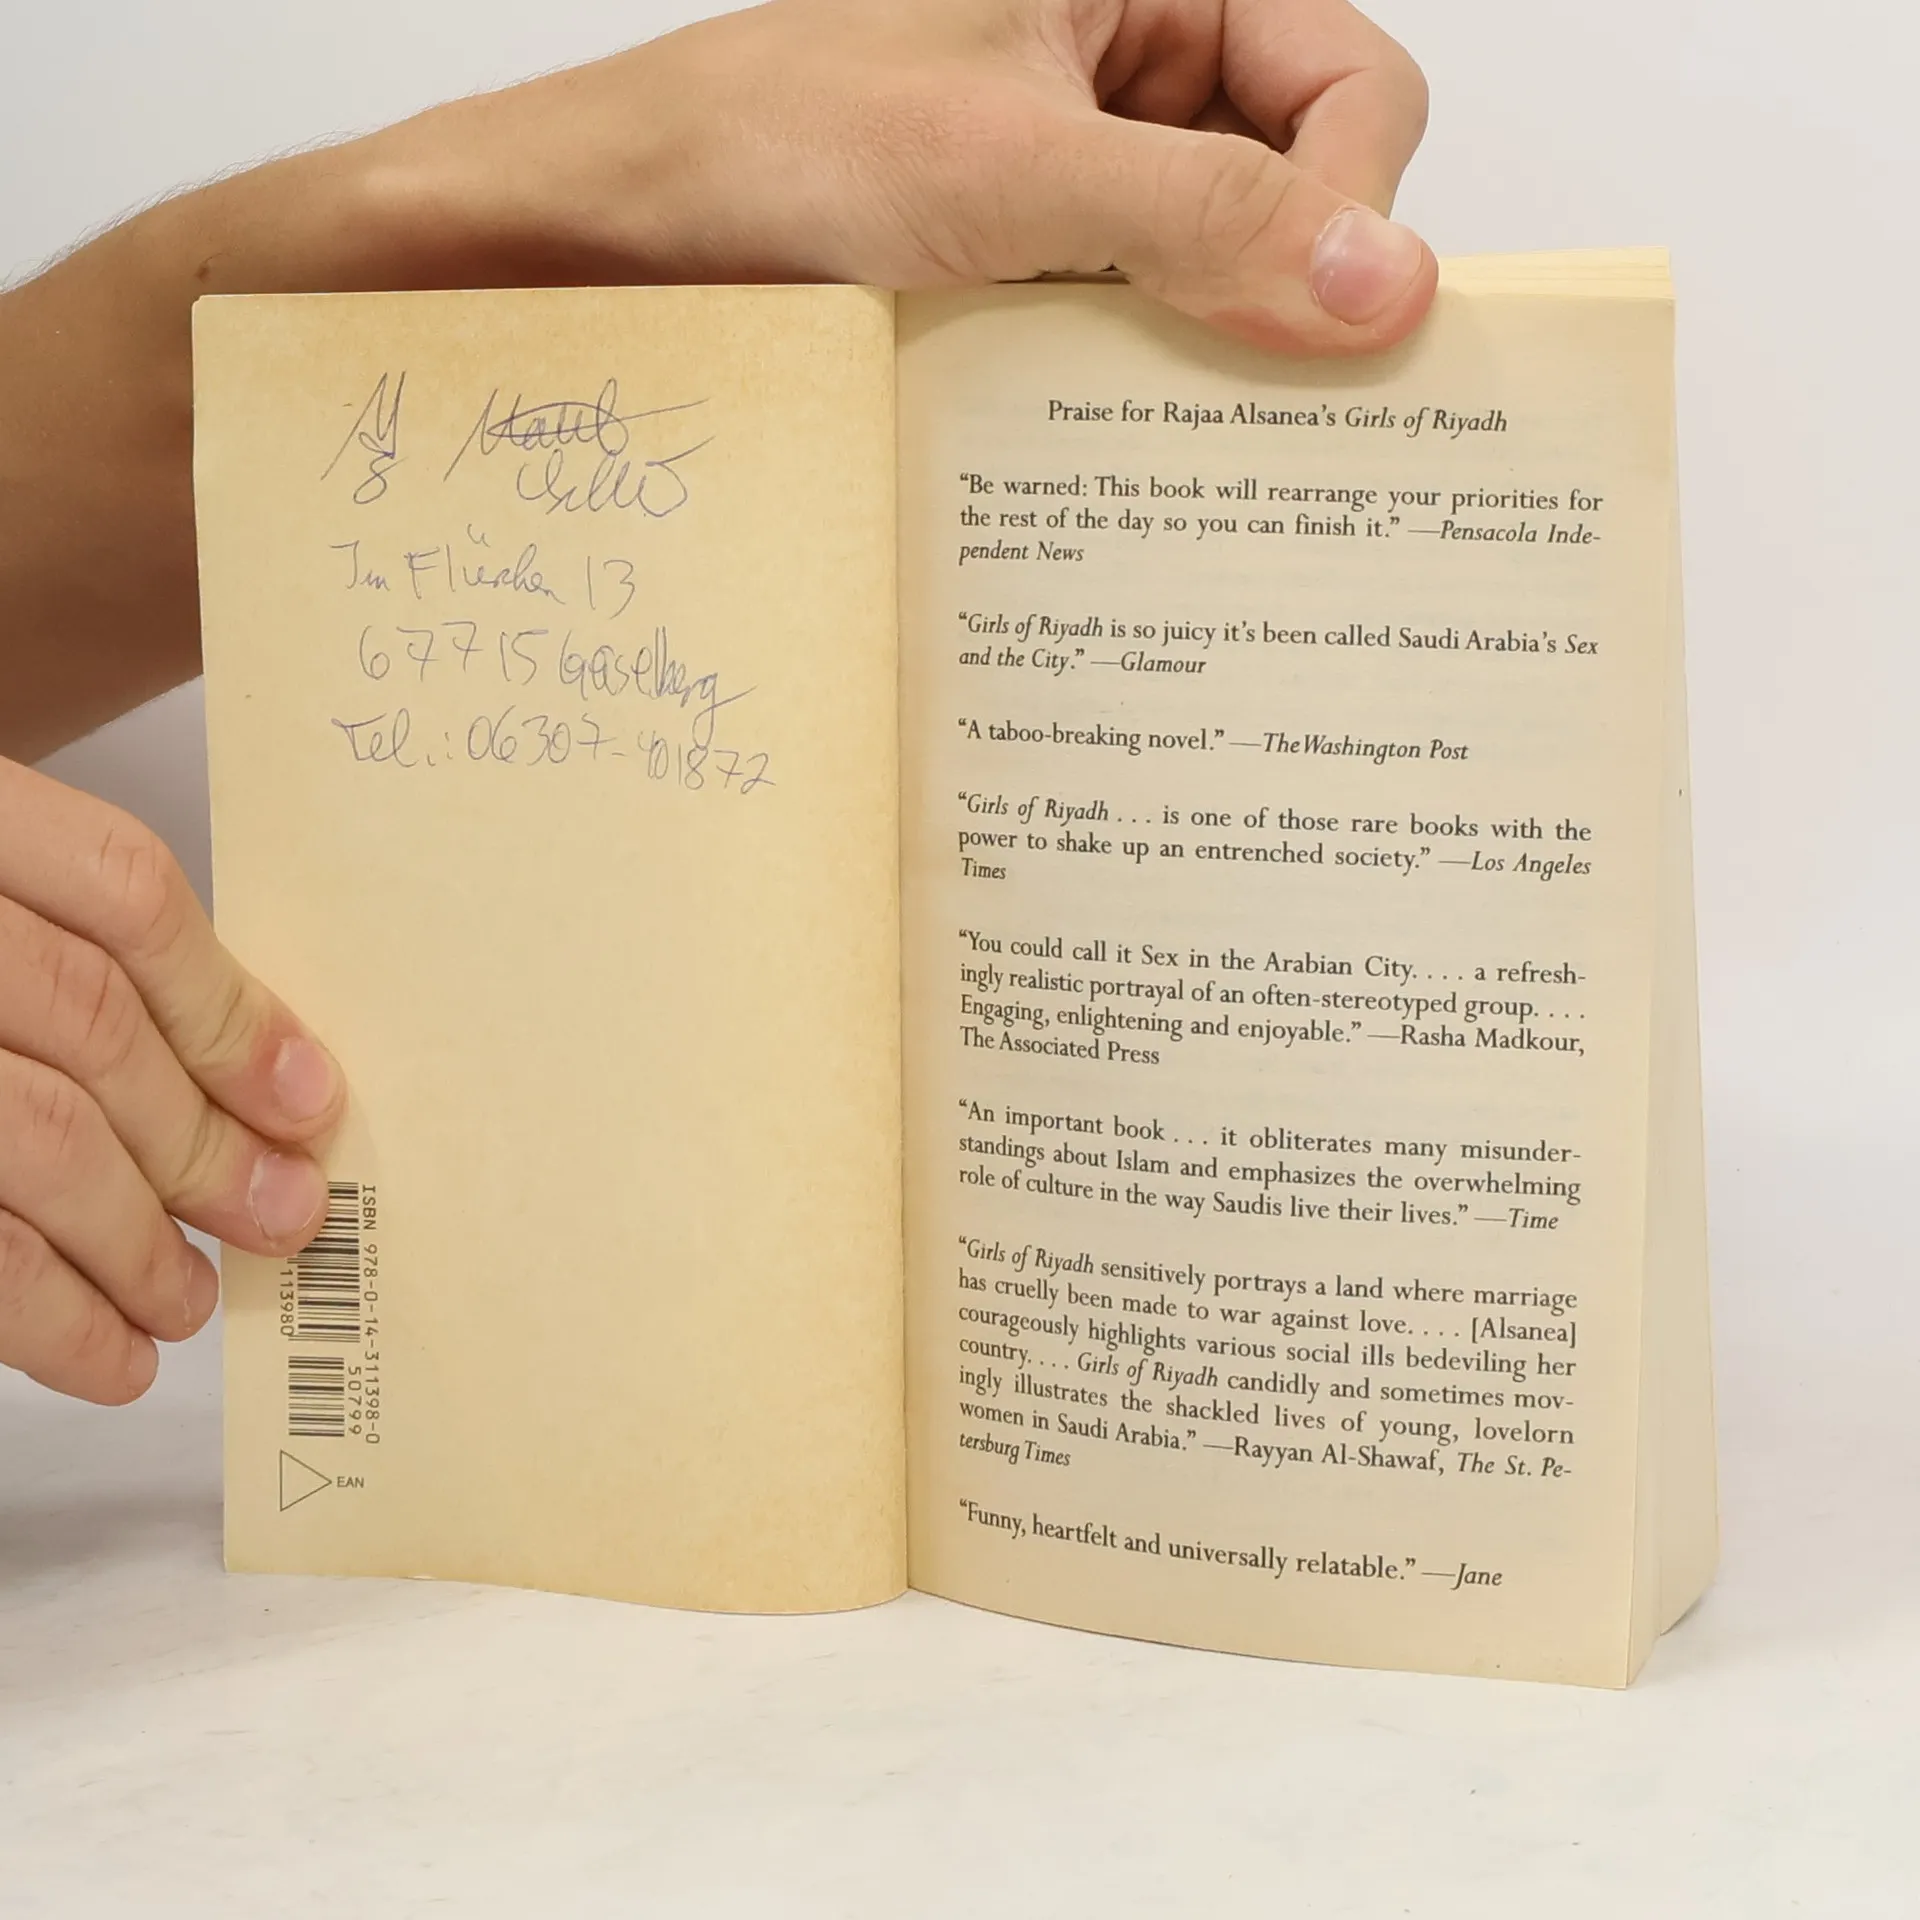 Im Flürchen 13
67715 Geiselberg
Tel.: 06307-401872
ISBN 978-0-14-311398-0
113980
50799
EAN
Praise for Rajaa Alsanea’s Girls of Riyadh
“Be warned: This book will rearrange your priorities for
the rest of the day so you can finish it.” —Pensacola Inde-
pendent News
“Girls of Riyadh is so juicy it’s been called Saudi Arabia’s Sex
and the City.” —Glamour
“A taboo-breaking novel.” —The Washington Post
“Girls of Riyadh . . . is one of those rare books with the
power to shake up an entrenched society.” —Los Angeles
Times
“You could call it Sex in the Arabian City. . . . a refresh-
ingly realistic portrayal of an often-stereotyped group. . . .
Engaging, enlightening and enjoyable.” —Rasha Madkour,
The Associated Press
“An important book . . . it obliterates many misunder-
standings about Islam and emphasizes the overwhelming
role of culture in the way Saudis live their lives.” —Time
“Girls of Riyadh sensitively portrays a land where marriage
has cruelly been made to war against love. . . . [Alsanea]
courageously highlights various social ills bedeviling her
country. . . . Girls of Riyadh candidly and sometimes mov-
ingly illustrates the shackled lives of young, lovelorn
women in Saudi Arabia.” —Rayyan Al-Shawaf, The St. Pe-
tersburg Times
“Funny, heartfelt and universally relatable.” —Jane